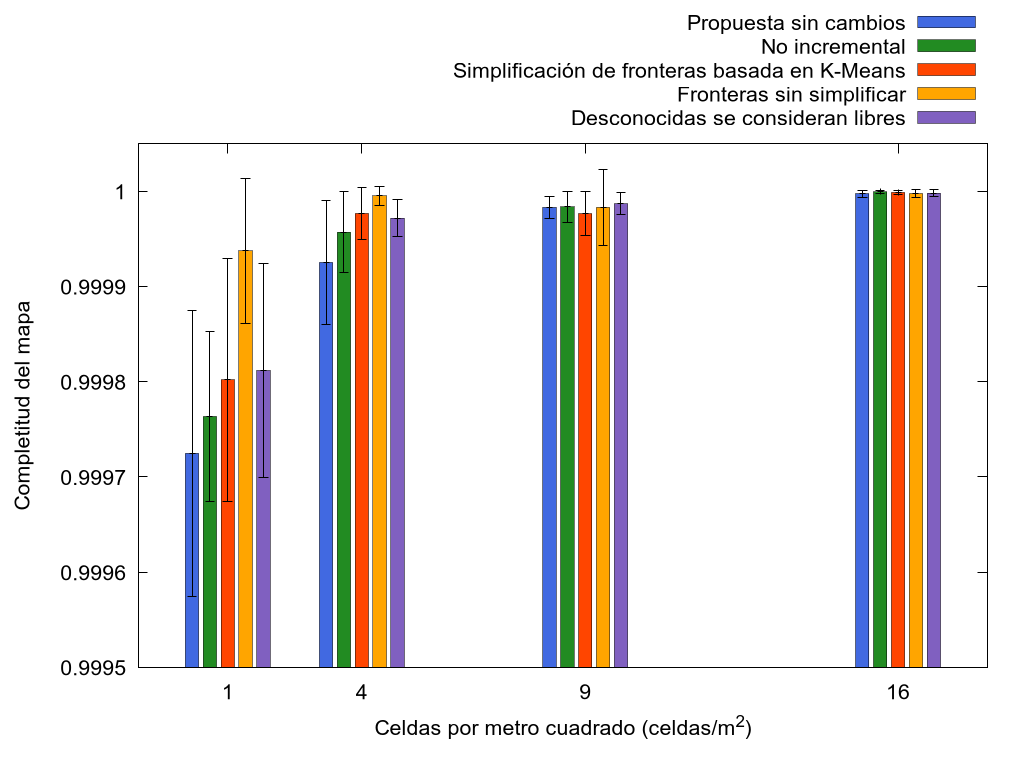 Propuesta sin cambios
No incremental
Simplificación de fronteras basada en K-Means
Fronteras sin simplificar
Desconocidas se consideran libres
1
0.9999
0.9998
0.9997
0.9996
0.9995
Completitud del mapa
1 4 9 16
Celdas por metro cuadrado (celdas/m²)